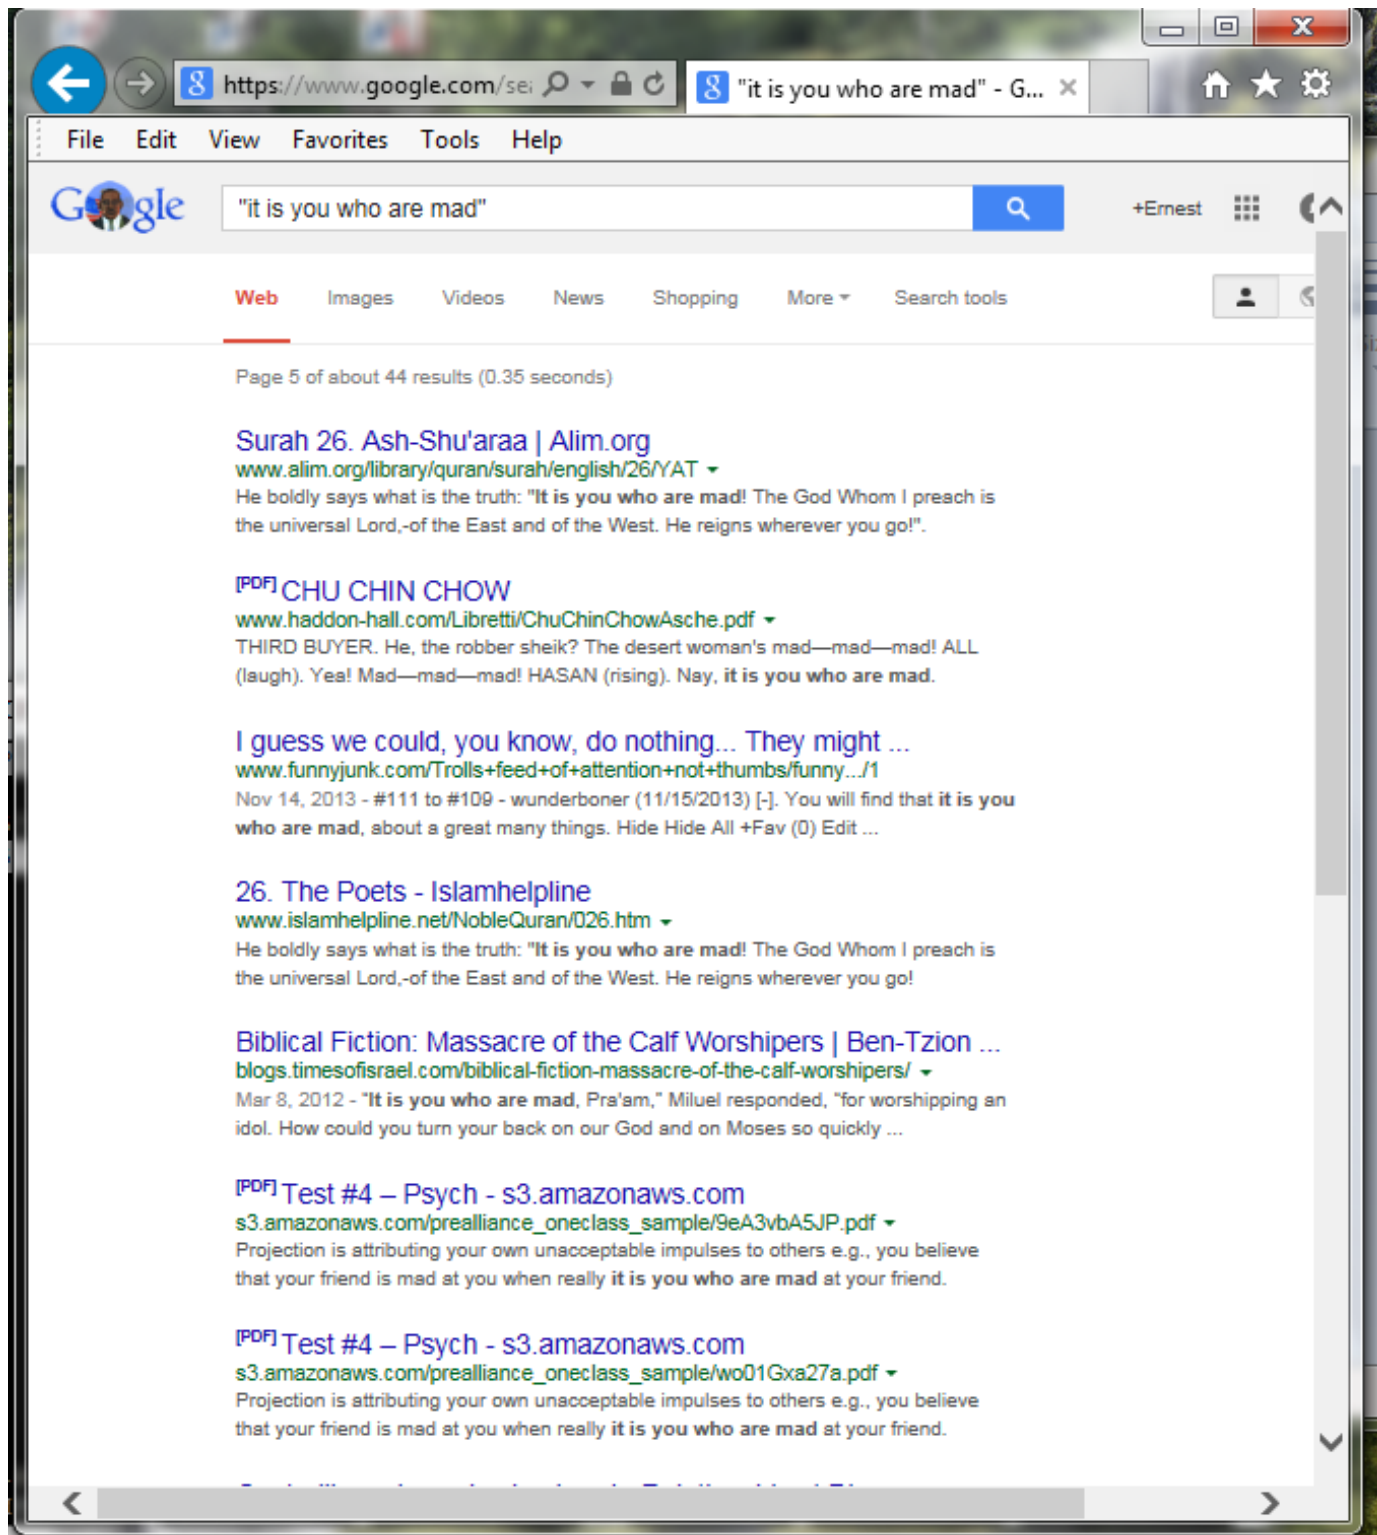 https://www.google.com/se
"it is you who are mad" - G...
File Edit View Favorites Tools Help
Google
"it is you who are mad"
+Ernest
Web Images Videos News Shopping More Search tools
Page 5 of about 44 results (0.35 seconds)
Surah 26. Ash-Shu'araa | Alim.org
www.alim.org/library/quran/surah/english/26/YAT
He boldly says what is the truth: "It is you who are mad! The God Whom I preach is
the universal Lord,-of the East and of the West. He reigns wherever you go!".
[PDF] CHU CHIN CHOW
www.haddon-hall.com/Libretti/ChuChinChowAsche.pdf
THIRD BUYER. He, the robber sheik? The desert woman's mad—mad—mad! ALL
(laugh). Yea! Mad—mad—mad! HASAN (rising). Nay, it is you who are mad.
I guess we could, you know, do nothing... They might ...
www.funnyjunk.com/Trolls+feed+of+attention+not+thumbs/funny.../1
Nov 14, 2013 - #111 to #109 - wunderboner (11/15/2013) [-]. You will find that it is you
who are mad, about a great many things. Hide Hide All +Fav (0) Edit ...
26. The Poets - Islamhelpline
www.islamhelpline.net/NobleQuran/026.htm
He boldly says what is the truth: "It is you who are mad! The God Whom I preach is
the universal Lord,-of the East and of the West. He reigns wherever you go!
Biblical Fiction: Massacre of the Calf Worshipers | Ben-Tzion ...
blogs.timesofisrael.com/biblical-fiction-massacre-of-the-calf-worshipers/
Mar 8, 2012 - "It is you who are mad, Pra'am," Miluel responded, "for worshipping an
idol. How could you turn your back on our God and on Moses so quickly ...
[PDF] Test #4 – Psych - s3.amazonaws.com
s3.amazonaws.com/prealliance_oneclass_sample/9eA3vbA5JP.pdf
Projection is attributing your own unacceptable impulses to others e.g., you believe
that your friend is mad at you when really it is you who are mad at your friend.
[PDF] Test #4 – Psych - s3.amazonaws.com
s3.amazonaws.com/prealliance_oneclass_sample/wo01Gxa27a.pdf
Projection is attributing your own unacceptable impulses to others e.g., you believe
that your friend is mad at you when really it is you who are mad at your friend.